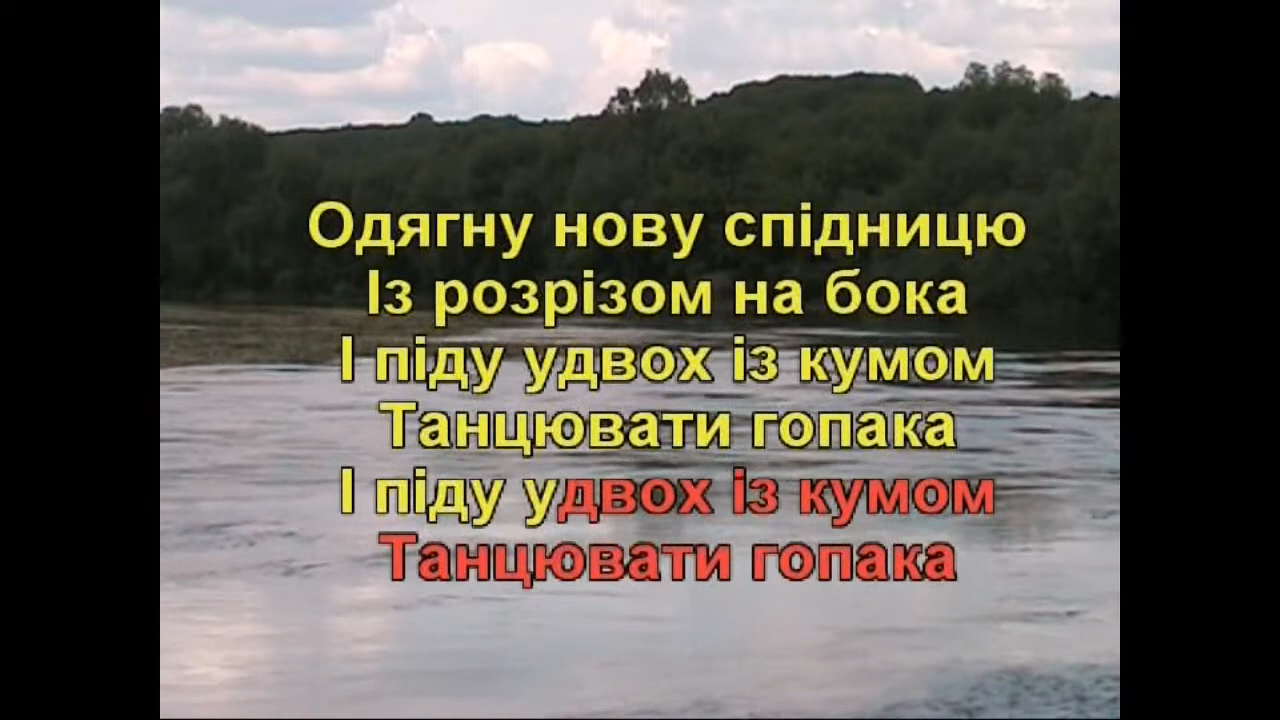 Одягну нову спідницю
Із розрізом на бока
І піду удвох із кумом
Танцювати гопака
І піду удвох із кумом
Танцювати гопака